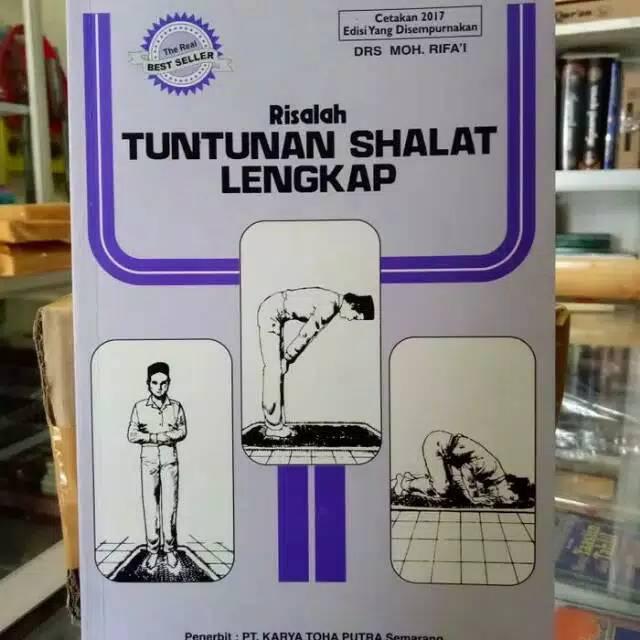 The Real
BEST SELLER
Cetakan 2017
Edisi Yang Disempurnakan
DRS MOH. RIFA'I
Risalah
TUNTUNAN SHALAT
LENGKAP
Penerbit : PT. KARYA TOHA PUTRA Semarang